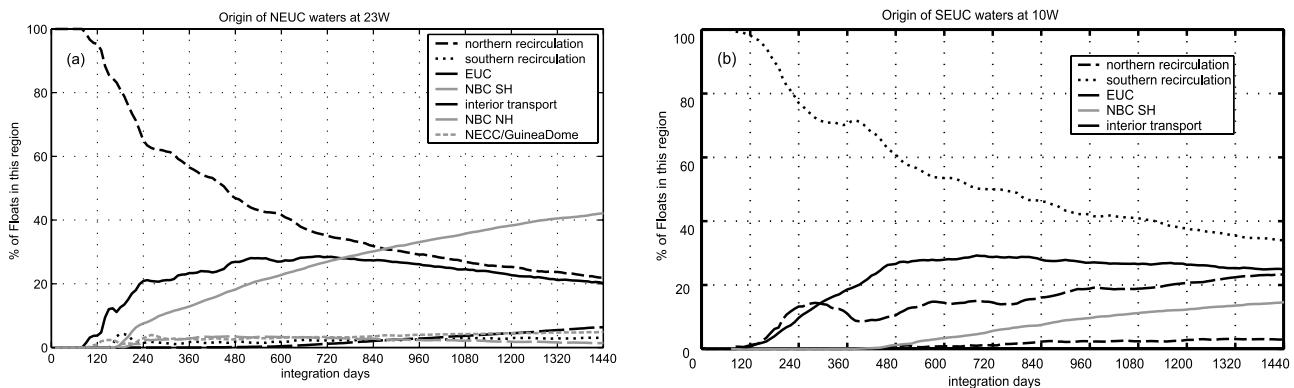 Origin of NEUC waters at 23W
100
80
60
40
20
0
% of Floats in this region
(a)
northern recirculation
southern recirculation
EUC
NBC SH
interior transport
NBC NH
NECC/GuineaDome
0 120 240 360 480 600 720 840 960 1080 1200 1320 1440
integration days
Origin of SEUC waters at 10W
100
80
60
40
20
0
% of Floats in this region
(b)
northern recirculation
southern recirculation
EUC
NBC SH
interior transport
0 120 240 360 480 600 720 840 960 1080 1200 1320 1440
integration days